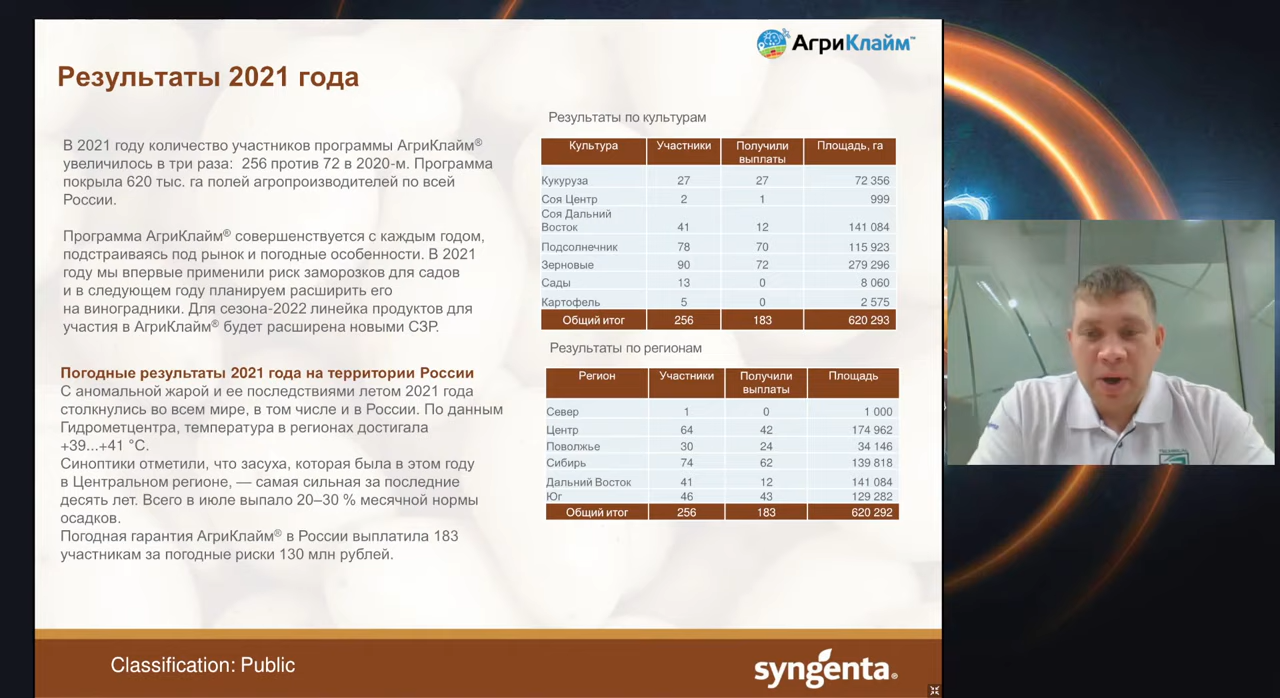 АгриКлайм™
Результаты 2021 года
В 2021 году количество участников программы АгриКлайм®
увеличилось в три раза: 256 против 72 в 2020-м. Программа
покрыла 620 тыс. га полей агропроизводителей по всей
России.
Программа АгриКлайм® совершенствуется с каждым годом,
подстраиваясь под рынок и погодные особенности. В 2021
году мы впервые применили риск заморозков для садов
и в следующем году планируем расширить его
на виноградники. Для сезона-2022 линейка продуктов для
участия в АгриКлайм® будет расширена новыми СЗР.
Погодные результаты 2021 года на территории России
С аномальной жарой и ее последствиями летом 2021 года
столкнулись во всем мире, в том числе и в России. По данным
Гидрометцентра, температура в регионах достигала
+39...+41 °C.
Синоптики отметили, что засуха, которая была в этом году
в Центральном регионе, — самая сильная за последние
десять лет. Всего в июле выпало 20–30 % месячной нормы
осадков.
Погодная гарантия АгриКлайм® в России выплатила 183
участникам за погодные риски 130 млн рублей.
Результаты по культурам
Культура Участники Получили выплаты Площадь, га
Кукуруза 27 27 72 356
Соя Центр 2 1 999
Соя Дальний
Восток 41 12 141 084
Подсолнечник 78 70 115 923
Зерновые 90 72 279 296
Сады 13 0 8 060
Картофель 5 0 2 575
Общий итог 256 183 620 293
Результаты по регионам
Регион Участники Получили выплаты Площадь
Север 1 0 1 000
Центр 64 42 174 962
Поволжье 30 24 34 146
Сибирь 74 62 139 818
Дальний Восток 41 12 141 084
Юг 46 43 129 282
Общий итог 256 183 620 292
Classification: Public
syngenta®